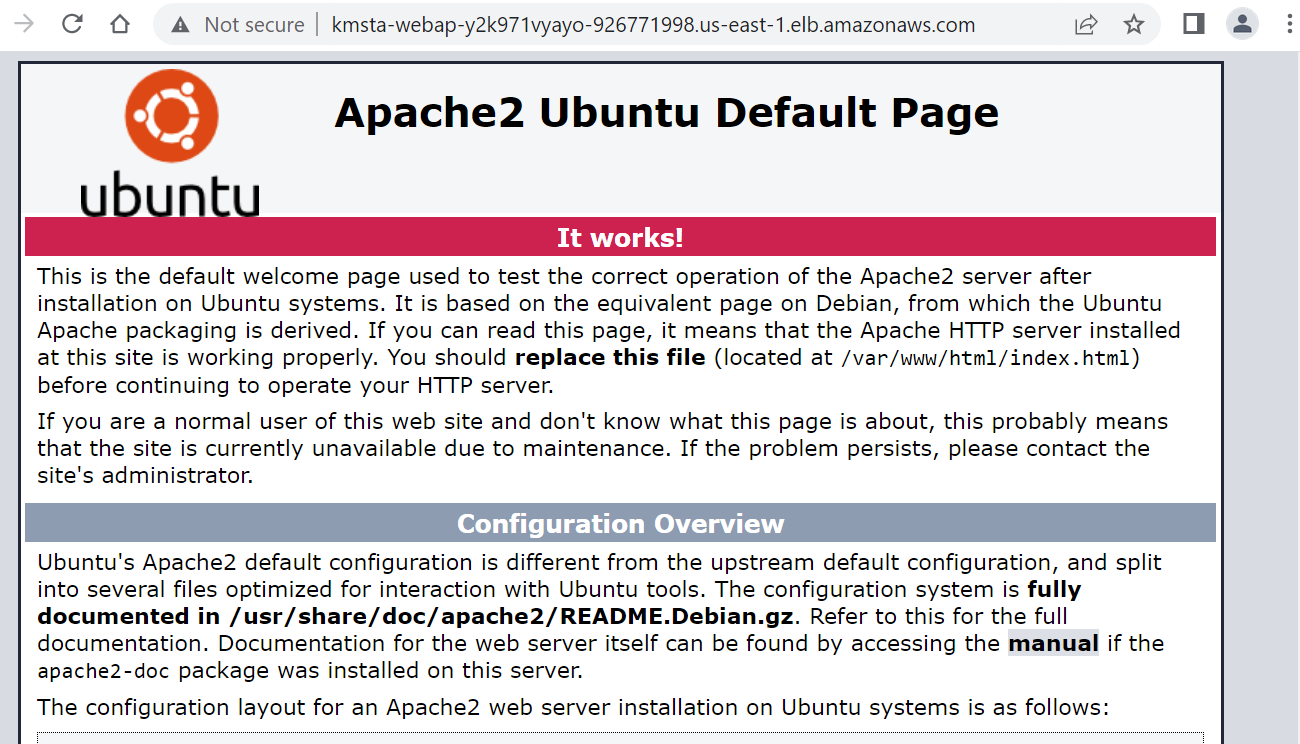 Not secure | kmsta-webap-y2k971vyayo-926771998.us-east-1.elb.amazonaws.com
ubuntu
Apache2 Ubuntu Default Page
It works!
This is the default welcome page used to test the correct operation of the Apache2 server after
installation on Ubuntu systems. It is based on the equivalent page on Debian, from which the Ubuntu
Apache packaging is derived. If you can read this page, it means that the Apache HTTP server installed
at this site is working properly. You should replace this file (located at /var/www/html/index.html)
before continuing to operate your HTTP server.
If you are a normal user of this web site and don't know what this page is about, this probably means
that the site is currently unavailable due to maintenance. If the problem persists, please contact the
site's administrator.
Configuration Overview
Ubuntu's Apache2 default configuration is different from the upstream default configuration, and split
into several files optimized for interaction with Ubuntu tools. The configuration system is fully
documented in /usr/share/doc/apache2/README.Debian.gz. Refer to this for the full
documentation. Documentation for the web server itself can be found by accessing the manual if the
apache2-doc package was installed on this server.
The configuration layout for an Apache2 web server installation on Ubuntu systems is as follows: